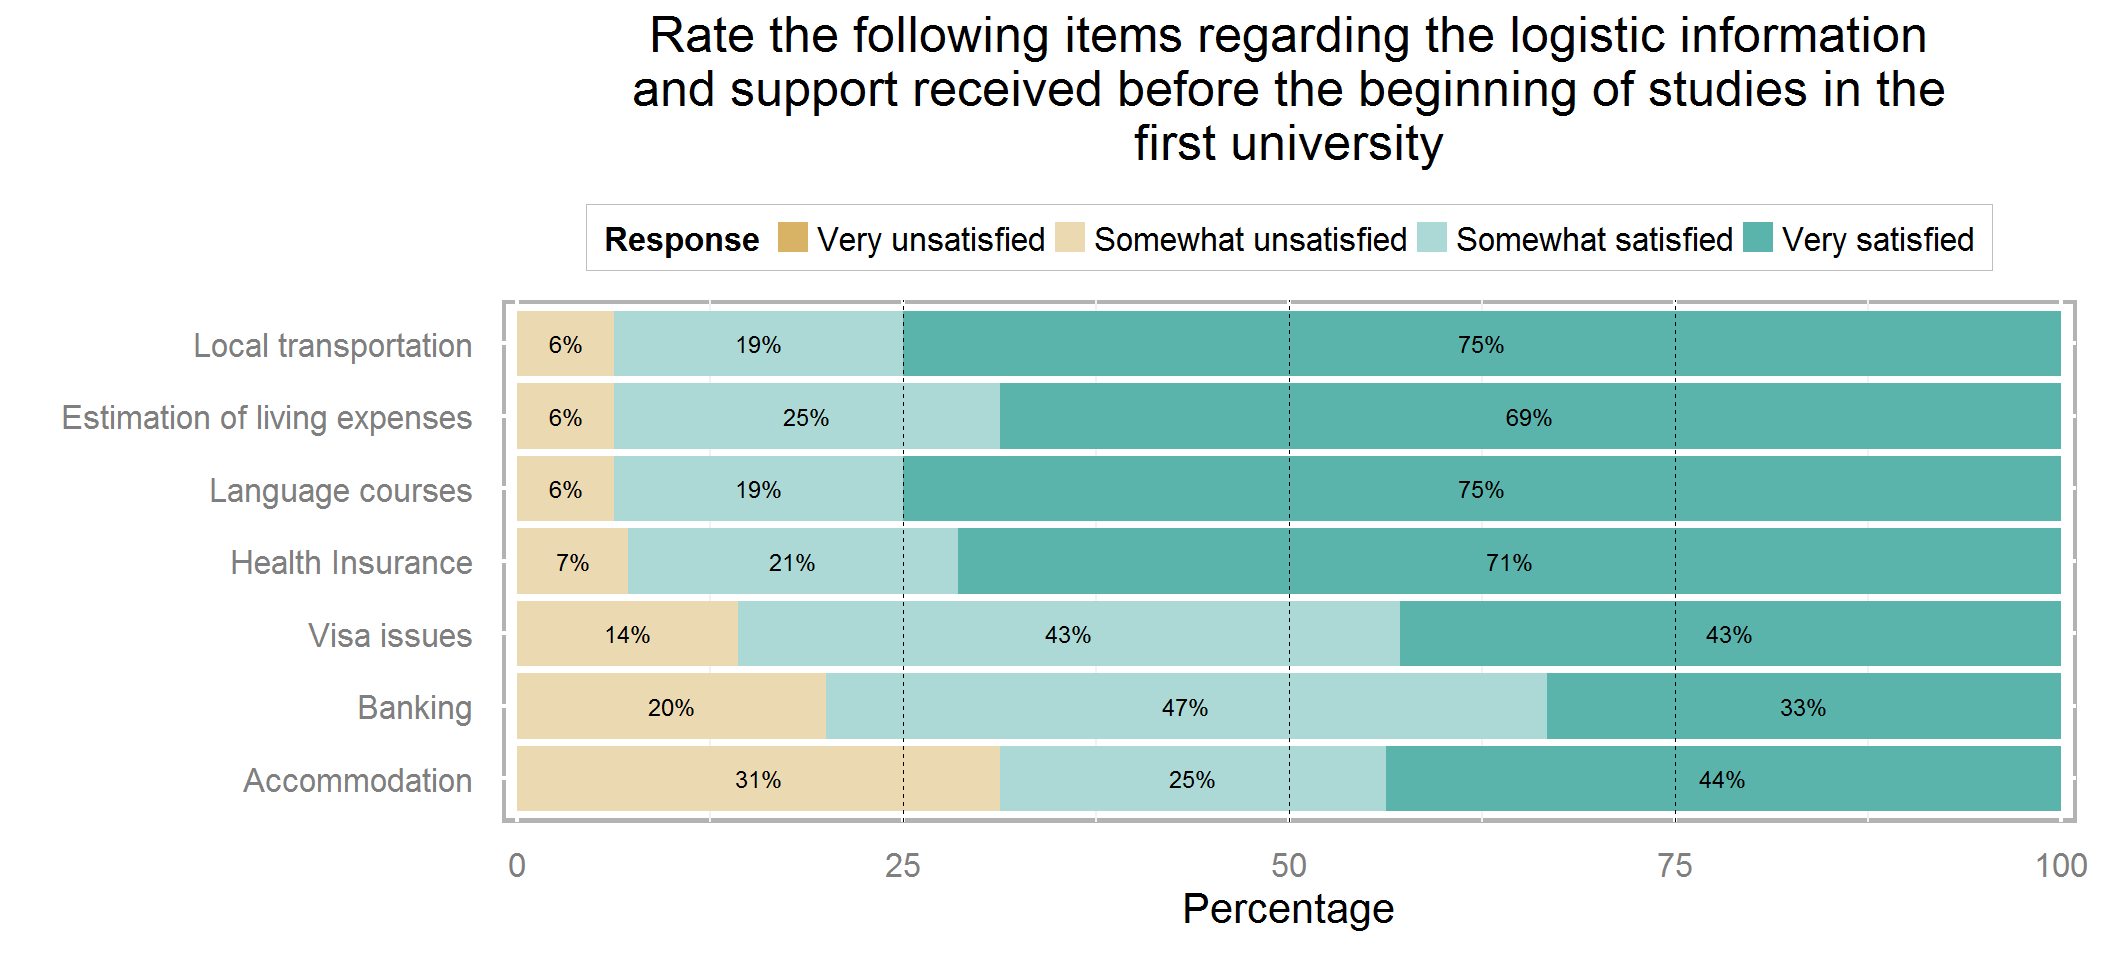 Rate the following items regarding the logistic information
and support received before the beginning of studies in the
first university
Response Very unsatisfied Somewhat unsatisfied Somewhat satisfied Very satisfied
Local transportation 6% 19% 75%
Estimation of living expenses 6% 25% 69%
Language courses 6% 19% 75%
Health Insurance 7% 21% 71%
Visa issues 14% 43% 43%
Banking 20% 47% 33%
Accommodation 31% 25% 44%
0 25 50 75 100
Percentage